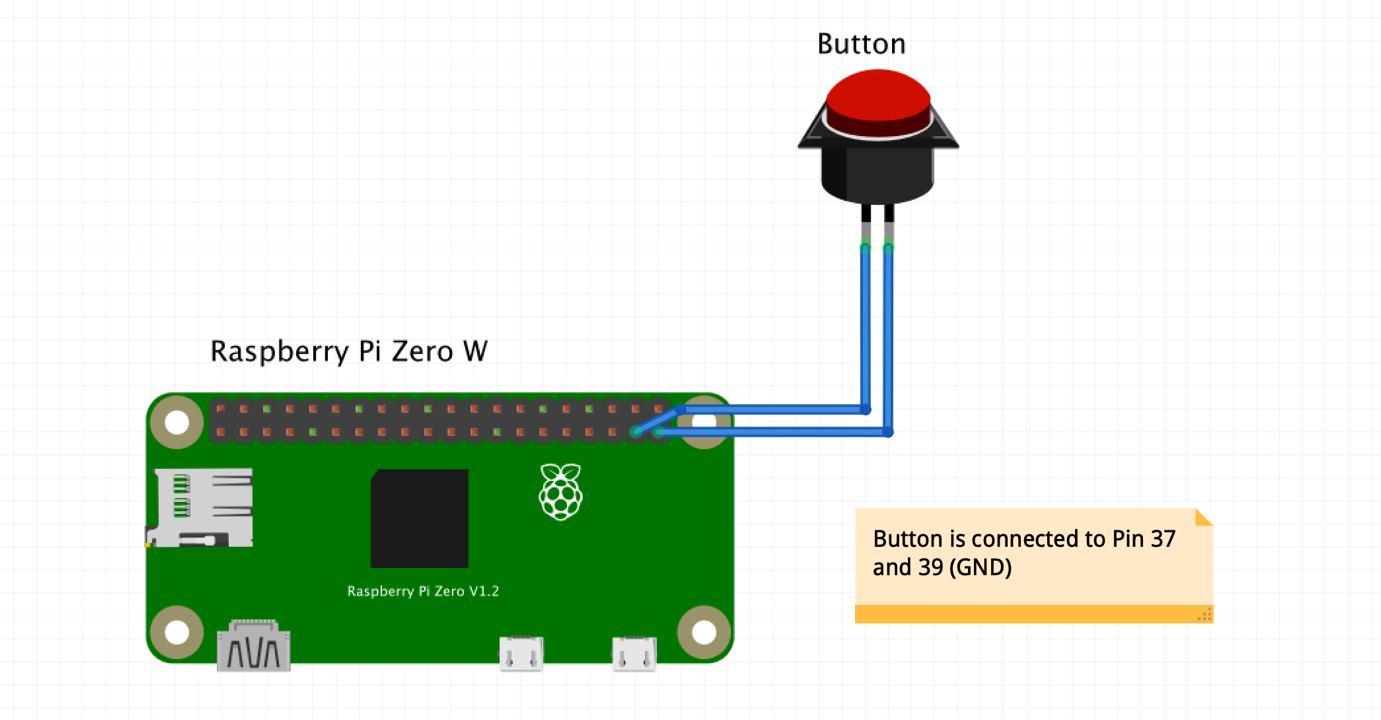 Button
Raspberry Pi Zero W
Raspberry Pi Zero V1.2
Button is connected to Pin 37
and 39 (GND)